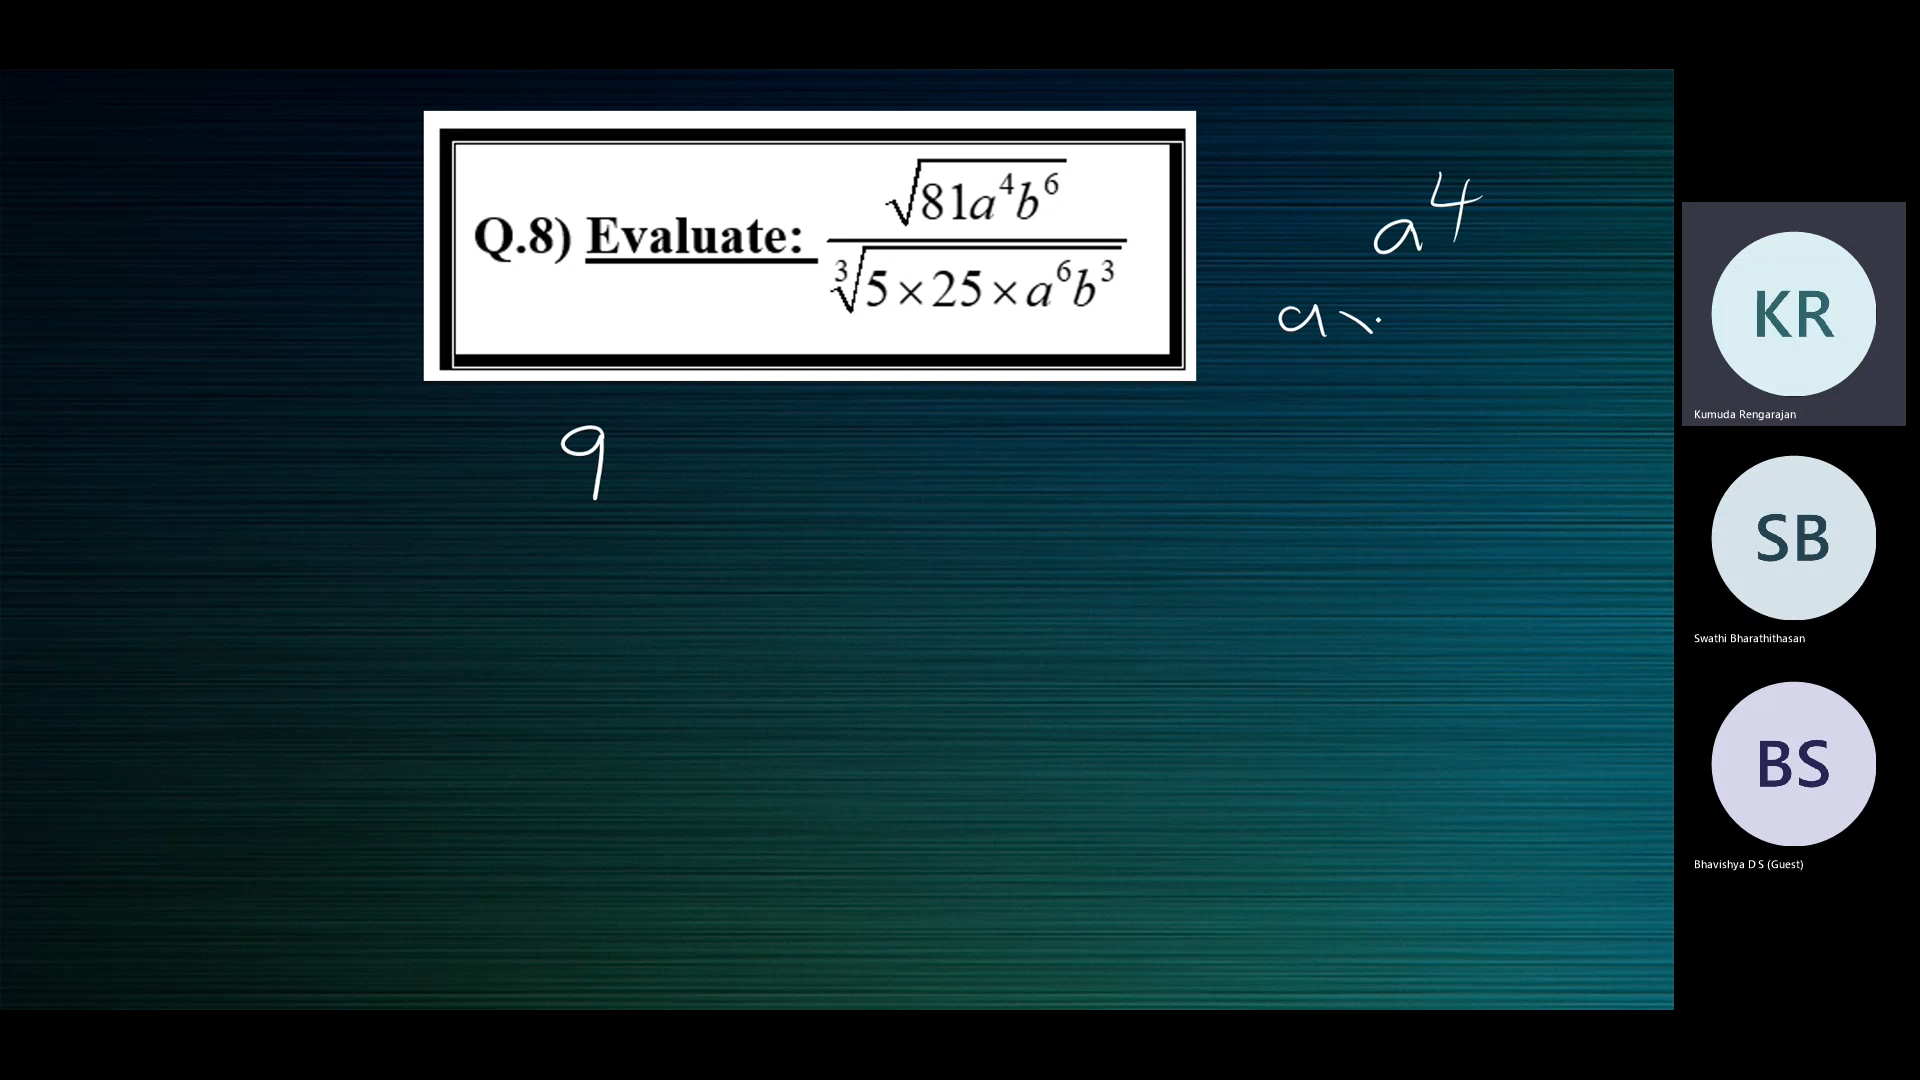 Q.8) Evaluate: √(81a⁴b⁶) / ∛(5×25×a⁶b³)
a⁴
a
9
KR
Kumuda Rengarajan
SB
Swathi Bharathithasan
BS
Bhavishya D S (Guest)